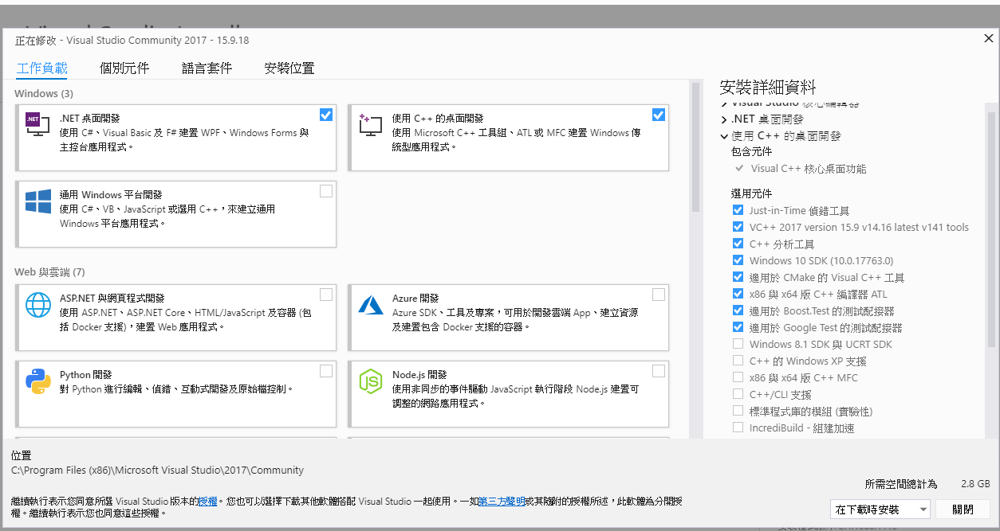 正在修改 - Visual Studio Community 2017 - 15.9.18
工作負載 個別元件 語言套件 安裝位置
Windows (3)
.NET 桌面開發
使用 C#、Visual Basic 及 F# 建置 WPF、Windows Forms 與
主控台應用程式。
使用 C++ 的桌面開發
使用 Microsoft C++ 工具組、ATL 或 MFC 建置 Windows 傳
統型應用程式。
通用 Windows 平台開發
使用 C#、VB、JavaScript 或選用 C++，來建立通用
Windows 平台應用程式。
Web 與雲端 (7)
ASP.NET 與網頁程式開發
使用 ASP.NET、ASP.NET Core、HTML/JavaScript 及容器 (包
括 Docker 支援)，建置 Web 應用程式。
Azure 開發
Azure SDK、工具及專案，可用於開發雲端 App、建立資源
及建置包含 Docker 支援的容器。
Python 開發
對 Python 進行編輯、偵錯、互動式開發及原始檔控制。
Node.js 開發
使用非同步的事件驅動 JavaScript 執行階段 Node.js 建置可
調整的網路應用程式。
安裝詳細資料
Visual Studio 核心編輯器
.NET 桌面開發
使用 C++ 的桌面開發
包含元件
Visual C++ 核心桌面功能
選用元件
Just-in-Time 偵錯工具
VC++ 2017 version 15.9 v14.16 latest v141 tools
C++ 分析工具
Windows 10 SDK (10.0.17763.0)
適用於 CMake 的 Visual C++ 工具
x86 與 x64 版 C++ 編譯器 ATL
適用於 Boost.Test 的測試配接器
適用於 Google Test 的測試配接器
Windows 8.1 SDK 與 UCRT SDK
C++ 的 Windows XP 支援
x86 與 x64 版 C++ MFC
C++/CLI 支援
標準程式庫的模組 (實驗性)
IncrediBuild - 組建加速
位置
C:\Program Files (x86)\Microsoft Visual Studio\2017\Community
繼續執行表示您同意所選 Visual Studio 版本的授權。您也可以選擇下載其他軟體搭配 Visual Studio 一起使用。一如第三方聲明或其隨附的授權所述，此軟體為分開授
權。繼續執行表示您也同意這些授權。
所需空間總計為 2.8 GB
在下載時安裝 關閉